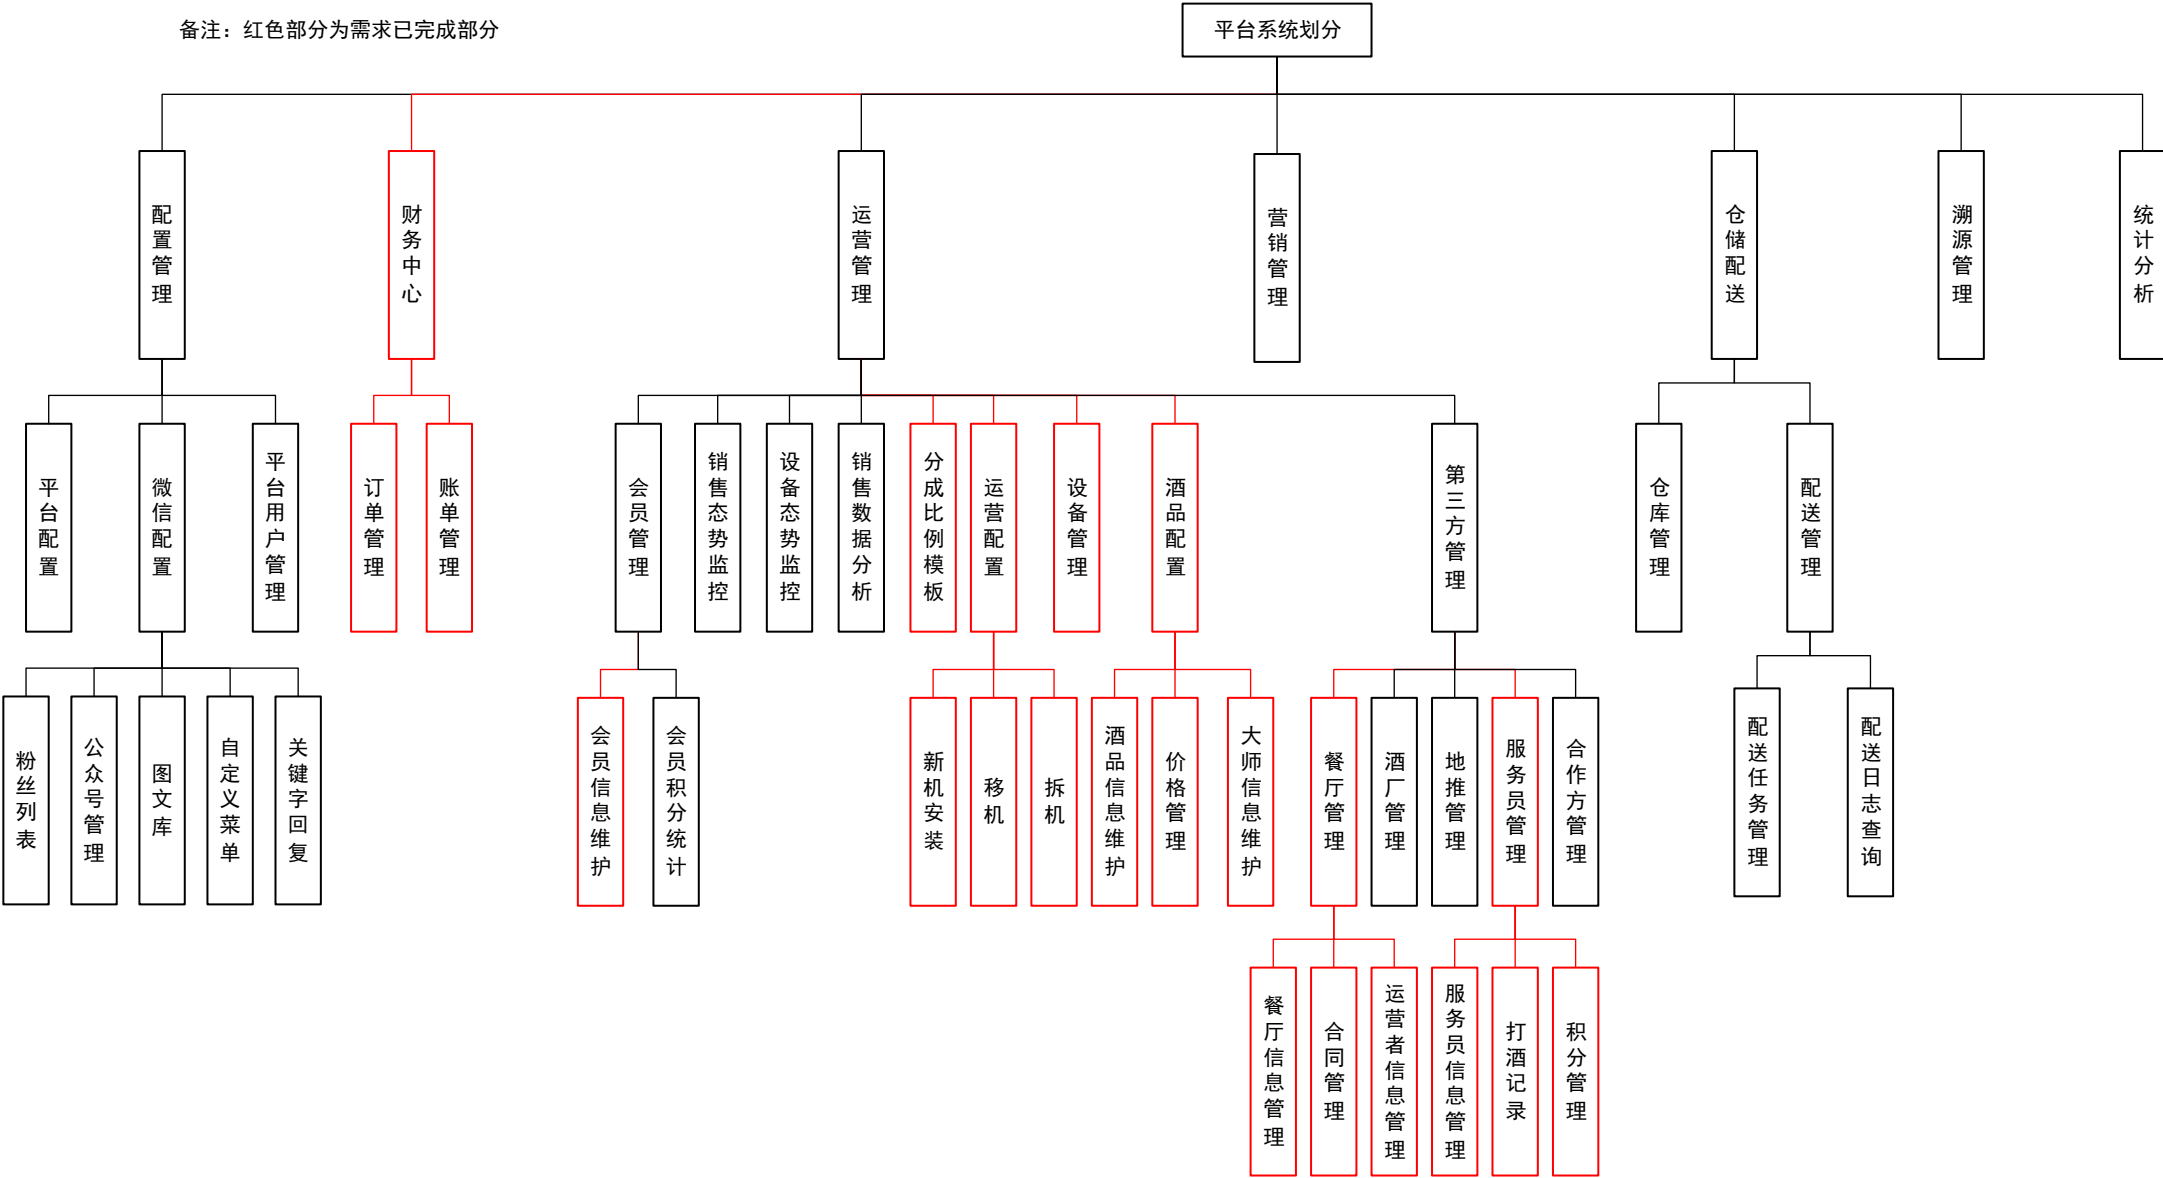 备注：红色部分为需求已完成部分
平台系统划分
配置管理
财务中心
运营管理
营销管理
仓储配送
溯源管理
统计分析
平台配置
微信配置
平台用户管理
订单管理
账单管理
会员管理
销售态势监控
设备态势监控
销售数据分析
分成比例模板
运营配置
设备管理
酒品配置
第三方管理
仓库管理
配送管理
粉丝列表
公众号管理
图文库
自定义菜单
关键字回复
会员信息维护
会员积分统计
新机安装
移机
拆机
酒品信息维护
价格管理
大师信息维护
餐厅管理
酒厂管理
地推管理
服务员管理
合作方管理
配送任务管理
配送日志查询
餐厅信息管理
合同管理
运营者信息管理
服务员信息管理
打酒记录
积分管理